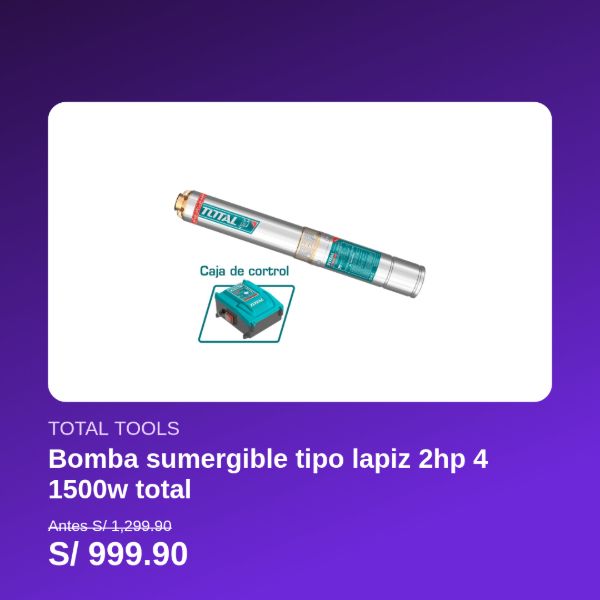 TOTAL
Caja de cortrol
TOTAL TOOLS
Bomba sumergible tipo lapiz 2hp 4
1500w total
Antes S/ 1,299.90
S/ 999.90